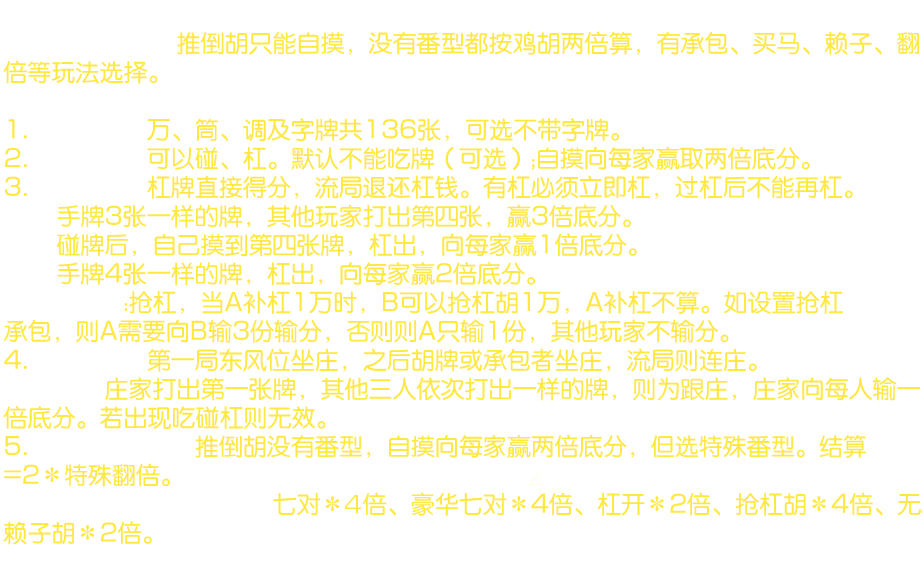 推倒胡只能自摸，没有番型都按鸡胡两倍算，有承包、买马、赖子、翻
倍等玩法选择。
1. 万、筒、调及字牌共136张，可选不带字牌。
2. 可以碰、杠。默认不能吃牌（可选）;自摸向每家赢取两倍底分。
3. 杠牌直接得分，流局退还杠钱。有杠必须立即杠，过杠后不能再杠。
手牌3张一样的牌，其他玩家打出第四张，赢3倍底分。
碰牌后，自己摸到第四张牌，杠出，向每家赢1倍底分。
手牌4张一样的牌，杠出，向每家赢2倍底分。
:抢杠，当A补杠1万时，B可以抢杠胡1万，A补杠不算。如设置抢杠
承包，则A需要向B输3份输分，否则则A只输1份，其他玩家不输分。
4. 第一局东风位坐庄，之后胡牌或承包者坐庄，流局则连庄。
庄家打出第一张牌，其他三人依次打出一样的牌，则为跟庄，庄家向每人输一
倍底分。若出现吃碰杠则无效。
5. 推倒胡没有番型，自摸向每家赢两倍底分，但选特殊番型。结算
=2＊特殊翻倍。
七对＊4倍、豪华七对＊4倍、杠开＊2倍、抢杠胡＊4倍、无
赖子胡＊2倍。